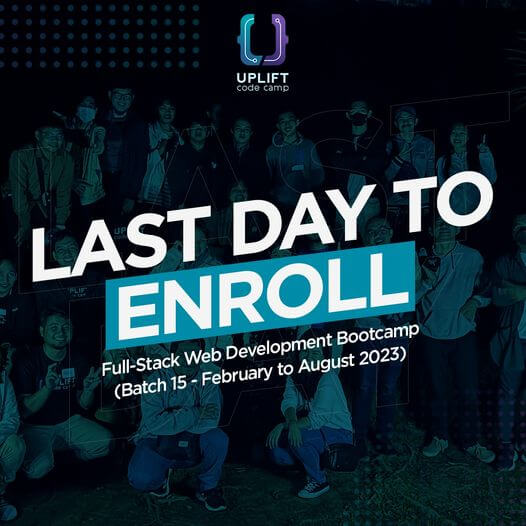 UPLIFT
code camp
LAST DAY TO
ENROLL
Full-Stack Web Development Bootcamp
(Batch 15 - February to August 2023)